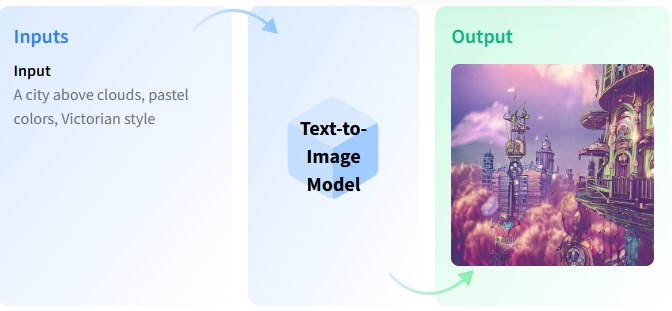 Inputs
Input
A city above clouds, pastel
colors, Victorian style
Text-to-
Image
Model
Output